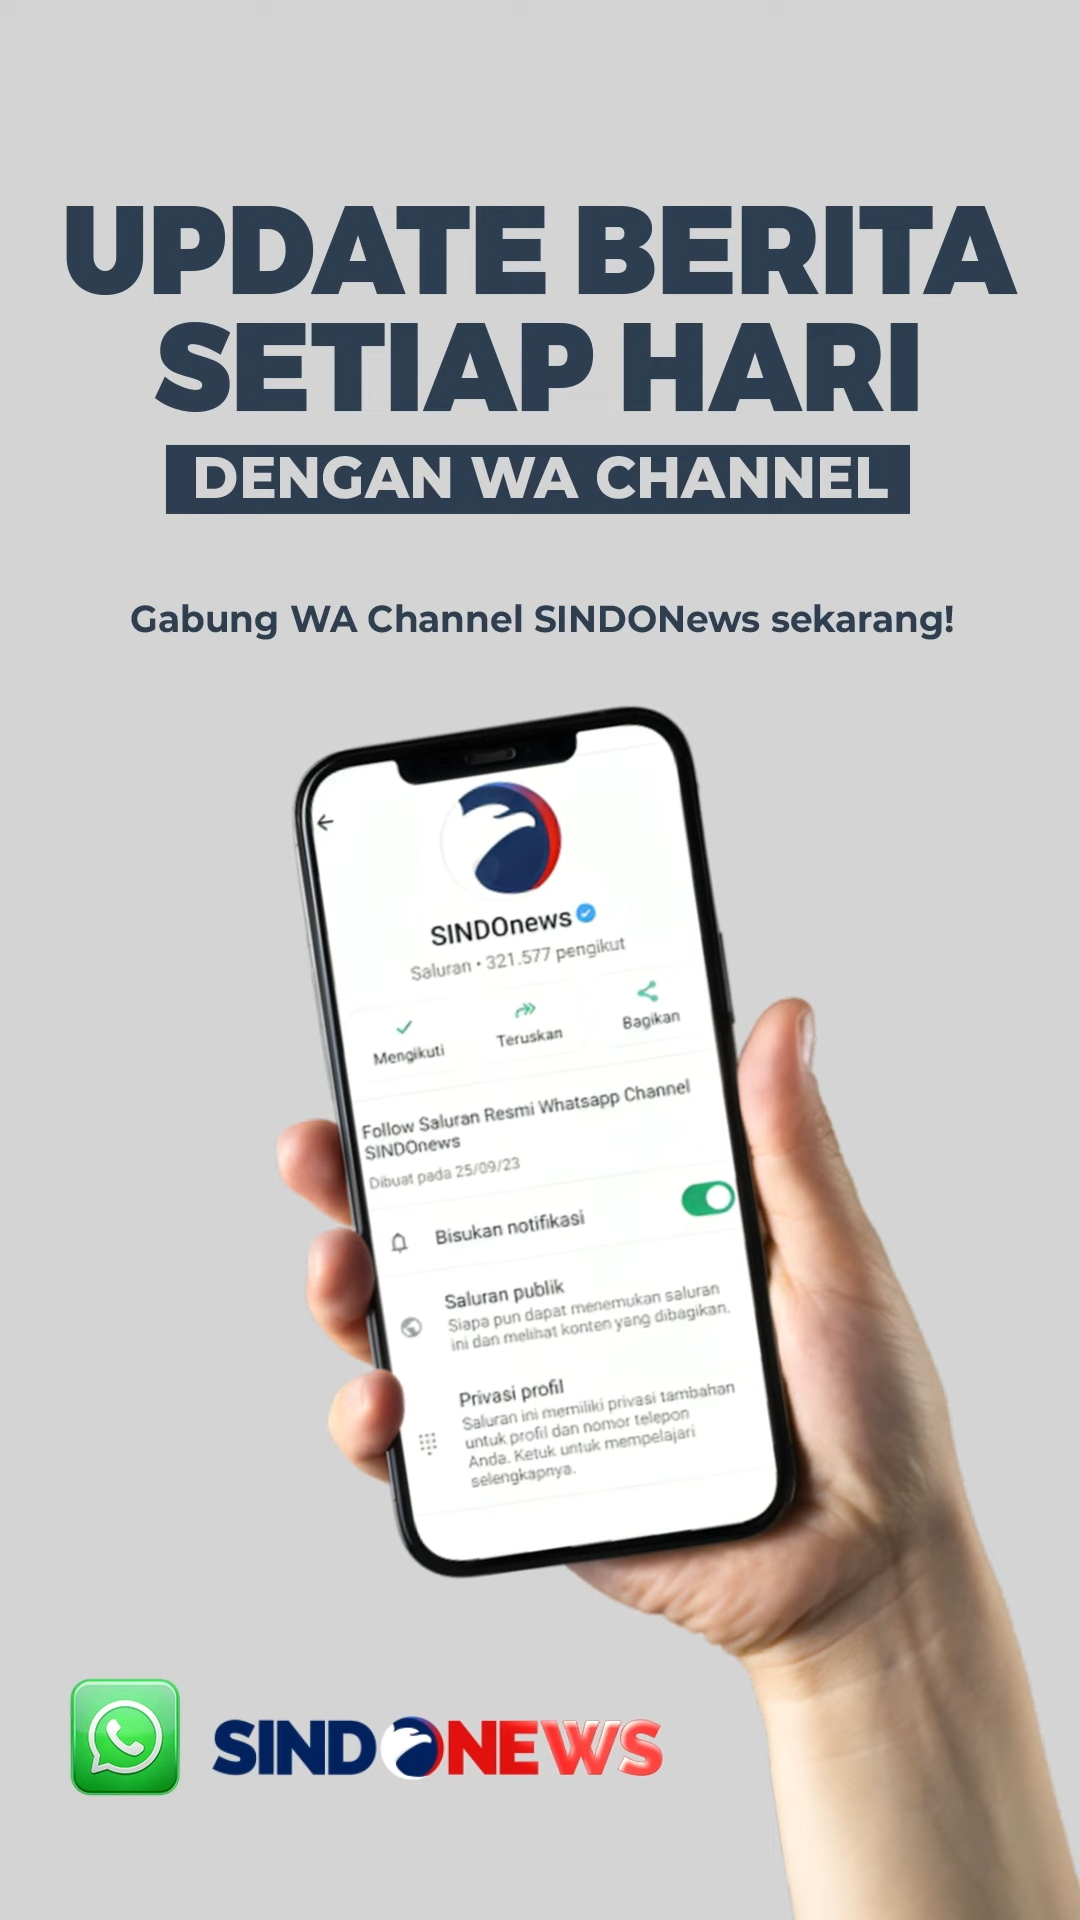 UPDATE BERITA
SETIAP HARI
DENGAN WA CHANNEL
Gabung WA Channel SINDONews sekarang!
SINDOnews
Saluran • 321.577 pengikut
Mengikuti
Teruskan
Bagikan
Follow Saluran Resmi Whatsapp Channel
SINDOnews
Dibuat pada 25/09/23
Bisukan notifikasi
Saluran publik
Siapa pun dapat menemukan saluran
ini dan melihat konten yang dibagikan.
Privasi profil
Saluran ini memiliki privasi tambahan
untuk profil dan nomor telepon
Anda. Ketuk untuk mempelajari
selengkapnya.
SINDONEWS